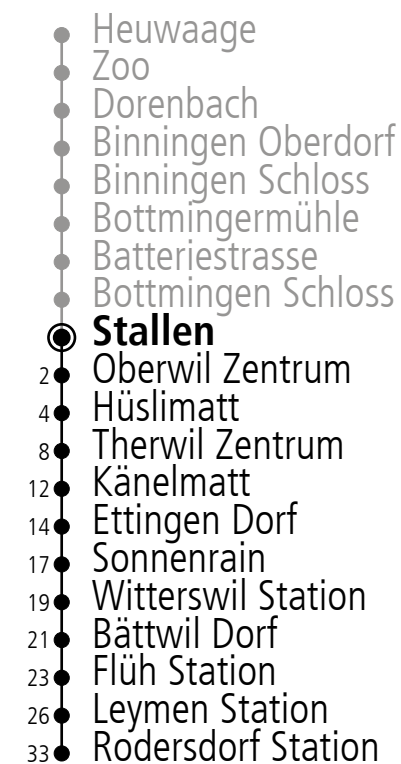 Heuwaage
Zoo
Dorenbach
Binningen Oberdorf
Binningen Schloss
Bottmingermühle
Batteriestrasse
Bottmingen Schloss
Stallen
2 Oberwil Zentrum
4 Hüslimatt
8 Therwil Zentrum
12 Känelmatt
14 Ettingen Dorf
17 Sonnenrain
19 Witterswil Station
21 Bättwil Dorf
23 Flüh Station
26 Leymen Station
33 Rodersdorf Station